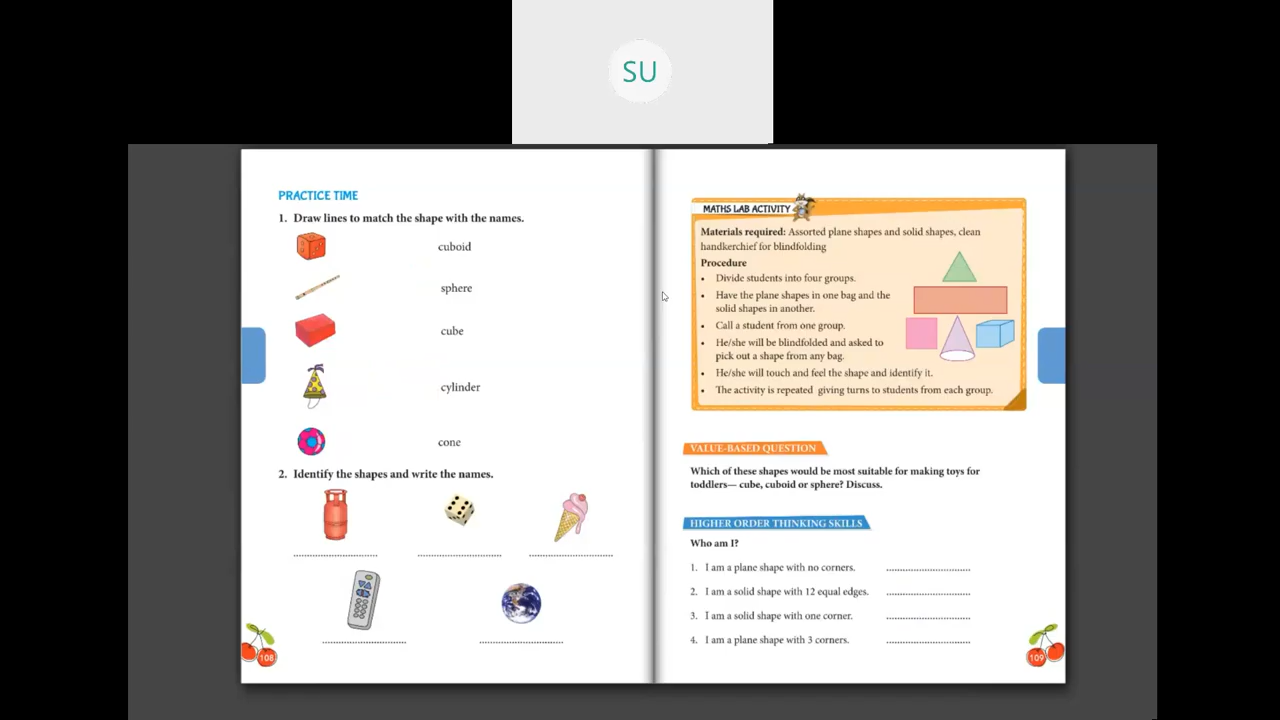 SU
PRACTICE TIME
1. Draw lines to match the shape with the names.
cuboid
sphere
cube
cylinder
cone
2. Identify the shapes and write the names.
108
MATHS LAB ACTIVITY
Materials required: Assorted plane shapes and solid shapes, clean
handkerchief for blindfolding
Procedure
• Divide students into four groups.
• Have the plane shapes in one bag and the
solid shapes in another.
• Call a student from one group.
• He/she will be blindfolded and asked to
pick out a shape from any bag.
• He/she will touch and feel the shape and identify it.
• The activity is repeated giving turns to students from each group.
VALUE-BASED QUESTION
Which of these shapes would be most suitable for making toys for
toddlers— cube, cuboid or sphere? Discuss.
HIGHER ORDER THINKING SKILLS
Who am I?
1. I am a plane shape with no corners. ..............................
2. I am a solid shape with 12 equal edges. ..............................
3. I am a solid shape with one corner. ..............................
4. I am a plane shape with 3 corners. ..............................
109